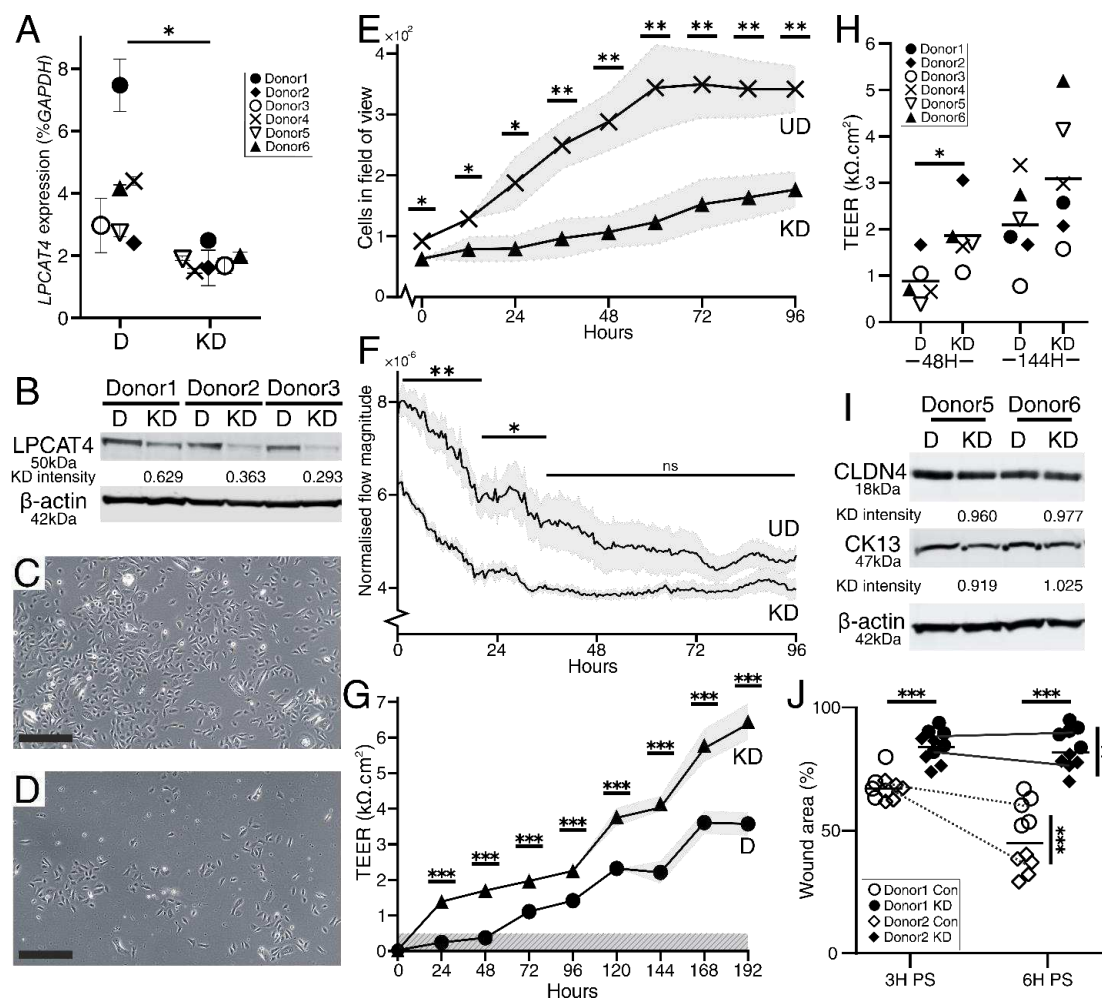 A
LPCAT4 expression (%GAPDH)
8
6
4
2
0
*
D
KD
Donor1
Donor2
Donor3
Donor4
Donor5
Donor6
B
Donor1 Donor2 Donor3
D KD D KD D KD
LPCAT4
50kDa
KD intensity 0.629 0.363 0.293
β-actin
42kDa
C
D
E
×10²
Cells in field of view
4
2
0
* * * ** ** ** ** ** **
UD
KD
0 24 48 72 96
Hours
F
×10⁻⁶
Normalised flow magnitude
8
6
4
** * ns
UD
KD
0 24 48 72 96
Hours
G
TEER (kΩ.cm²)
7
6
5
4
3
2
1
0
*** *** *** *** *** *** *** ***
KD
D
0 24 48 72 96 120 144 168 192
Hours
H
TEER (kΩ.cm²)
6
5
4
3
2
1
0
Donor1
Donor2
Donor3
Donor4
Donor5
Donor6
*
D KD D KD
48H 144H
I
Donor5 Donor6
D KD D KD
CLDN4
18kDa
KD intensity 0.960 0.977
CK13
47kDa
KD intensity 0.919 1.025
β-actin
42kDa
J
Wound area (%)
100
50
0
*** ***
***
Donor1 Con
Donor1 KD
Donor2 Con
Donor2 KD
3H PS 6H PS